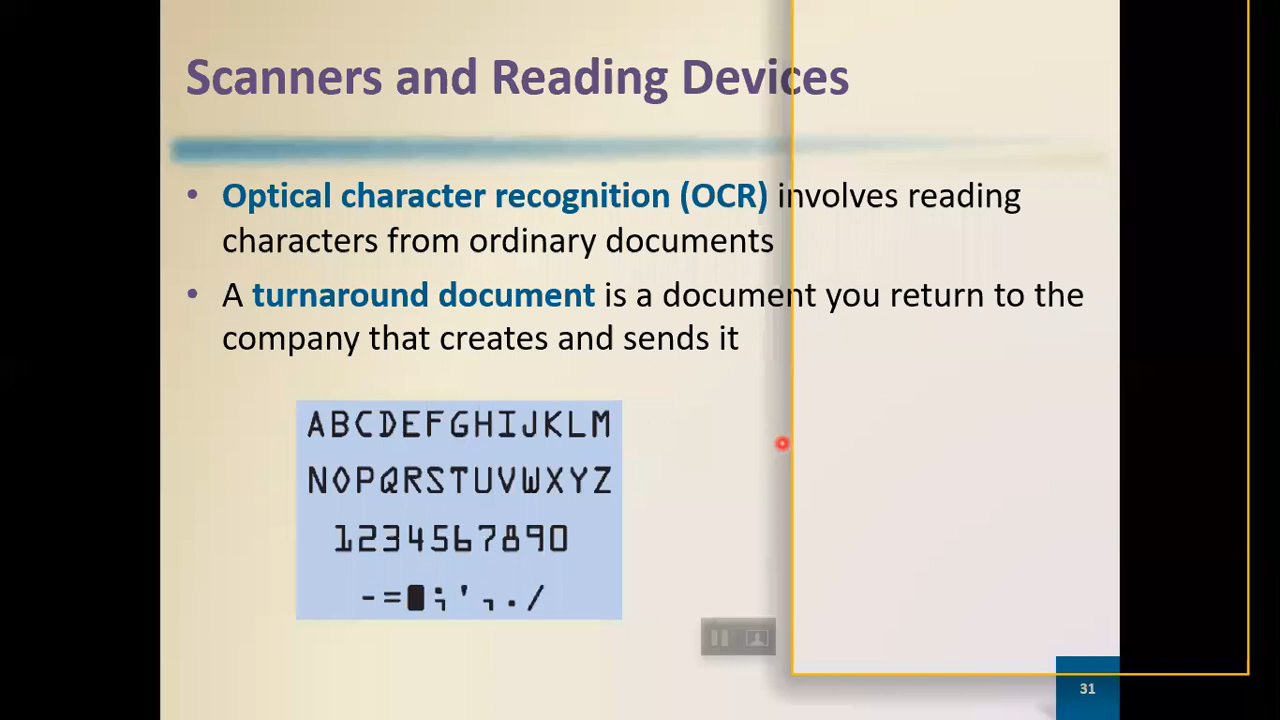 Scanners and Reading Devices
• Optical character recognition (OCR) involves reading
characters from ordinary documents
• A turnaround document is a document you return to the
company that creates and sends it
ABCDEFGHIJKLM
NOPQRSTUVWXYZ
1234567890
-=■;',./
31